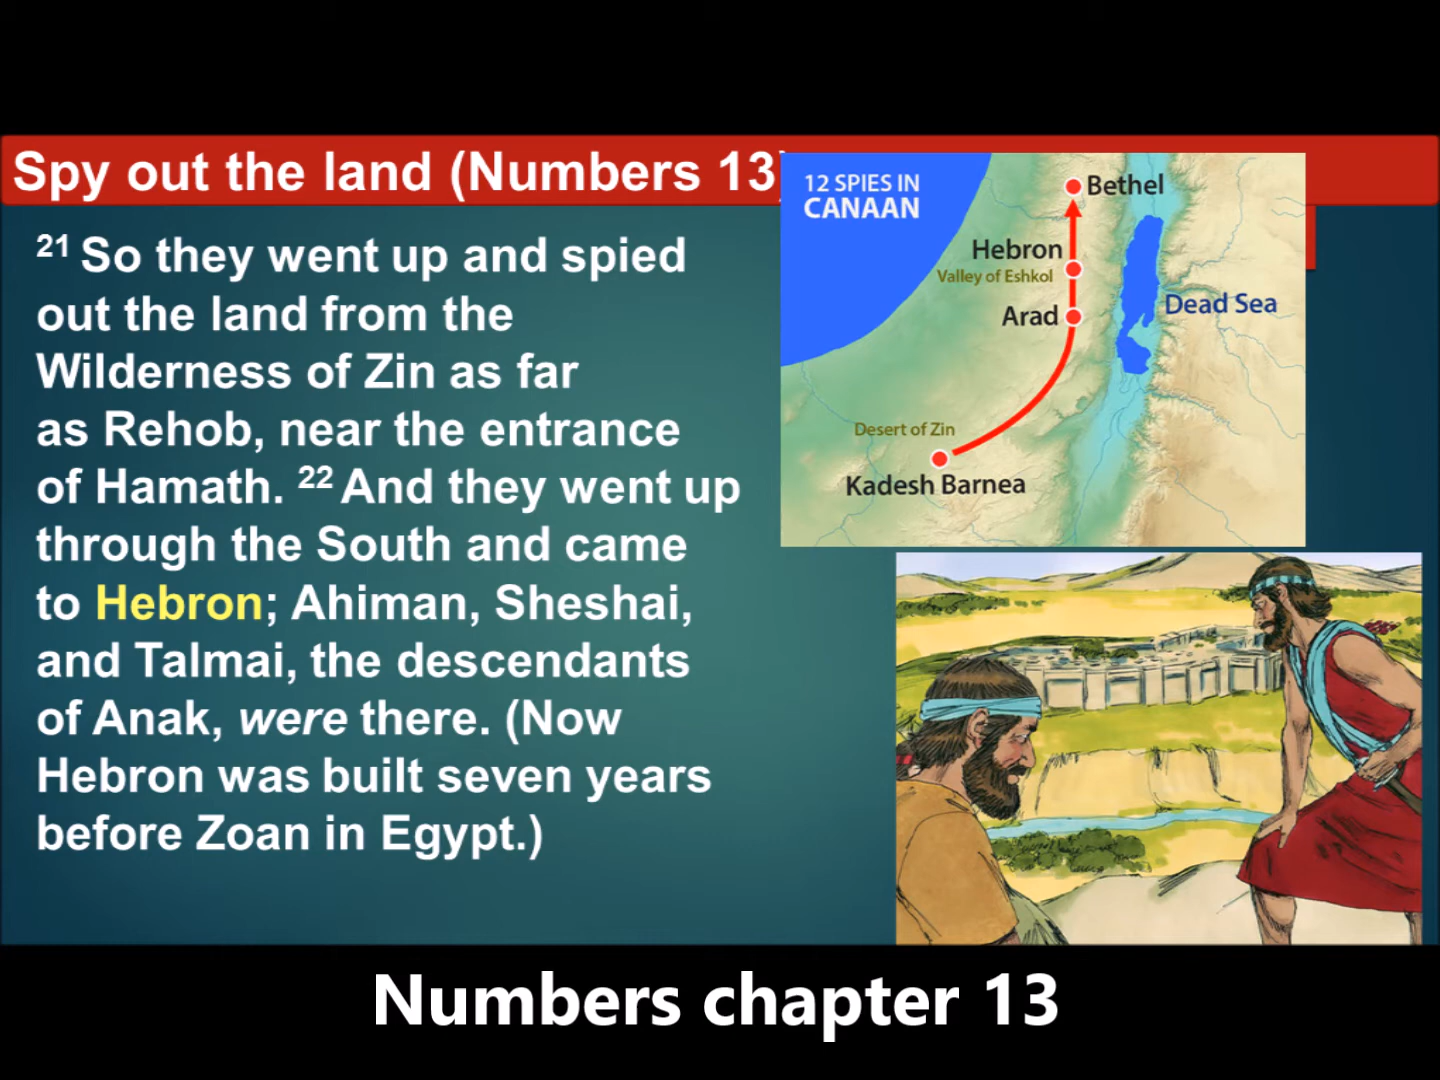 Spy out the land (Numbers 13)
21 So they went up and spied
out the land from the
Wilderness of Zin as far
as Rehob, near the entrance
of Hamath. 22 And they went up
through the South and came
to Hebron; Ahiman, Sheshai,
and Talmai, the descendants
of Anak, were there. (Now
Hebron was built seven years
before Zoan in Egypt.)
12 SPIES IN
CANAAN
Bethel
Hebron
Valley of Eshkol
Arad
Dead Sea
Desert of Zin
Kadesh Barnea
Numbers chapter 13